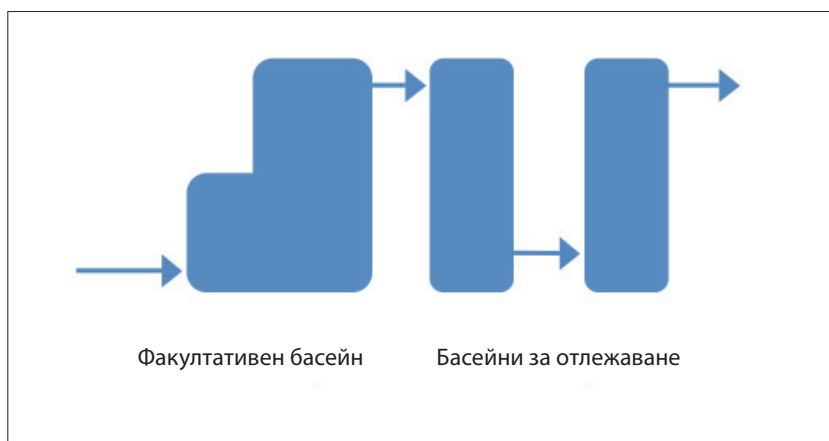 Факултативен басейн
Басейни за отлежаване